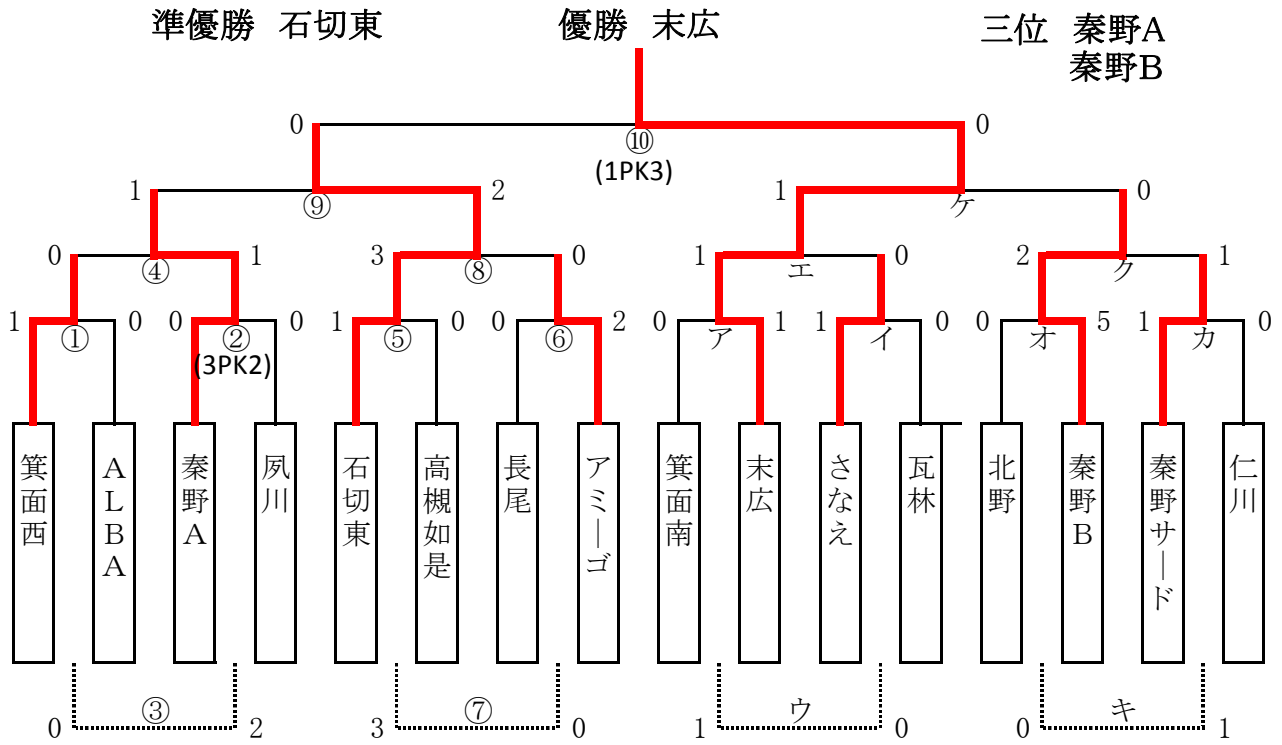 準優勝 石切東
優勝 末広
三位 秦野A
秦野B
0
⑩
0
(1PK3)
1
⑨
2
1
ケ
0
0
④
1
3
⑧
0
1
エ
0
2
ク
1
1
①
0
0
②
0
1
⑤
0
0
⑥
2
0
ア
1
1
イ
0
0
オ
5
1
カ
0
(3PK2)
箕面西
ALBA
秦野A
夙川
石切東
高槻如是
長尾
アミーゴ
箕面南
末広
さなえ
瓦林
北野
秦野B
秦野サード
仁川
0
③
2
3
⑦
0
1
ウ
0
0
キ
1